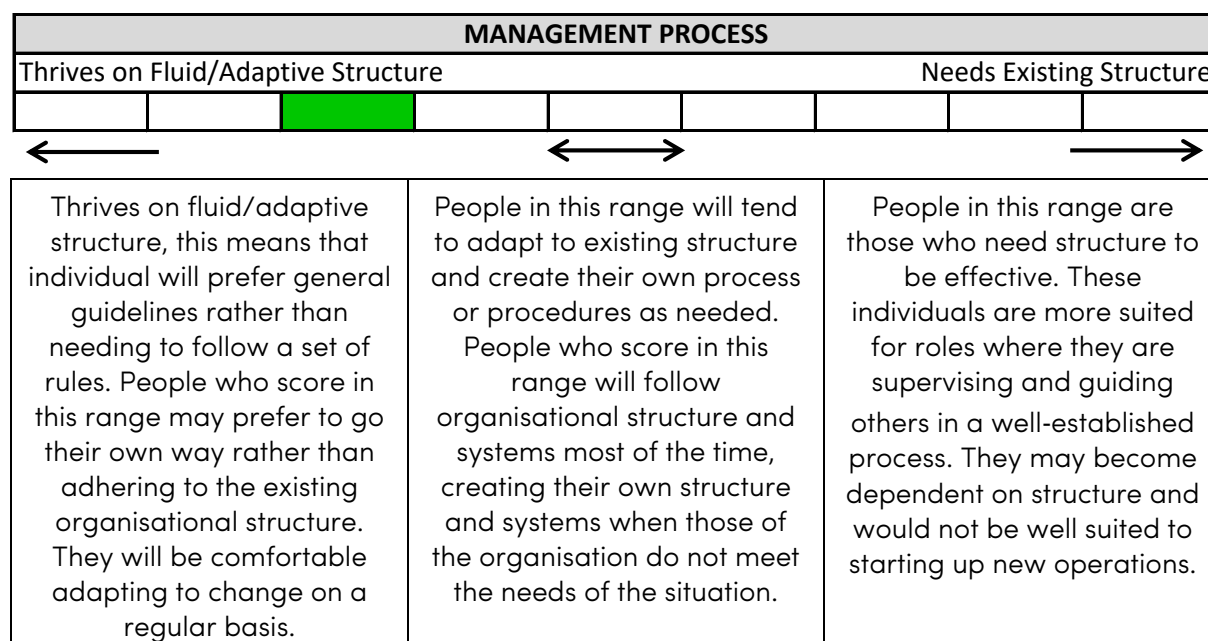 MANAGEMENT PROCESS
Thrives on Fluid/Adaptive Structure
Needs Existing Structure
Thrives on fluid/adaptive
structure, this means that
individual will prefer general
guidelines rather than
needing to follow a set of
rules. People who score in
this range may prefer to go
their own way rather than
adhering to the existing
organisational structure.
They will be comfortable
adapting to change on a
regular basis.
People in this range will tend
to adapt to existing structure
and create their own process
or procedures as needed.
People who score in this
range will follow
organisational structure and
systems most of the time,
creating their own structure
and systems when those of
the organisation do not meet
the needs of the situation.
People in this range are
those who need structure to
be effective. These
individuals are more suited
for roles where they are
supervising and guiding
others in a well-established
process. They may become
dependent on structure and
would not be well suited to
starting up new operations.